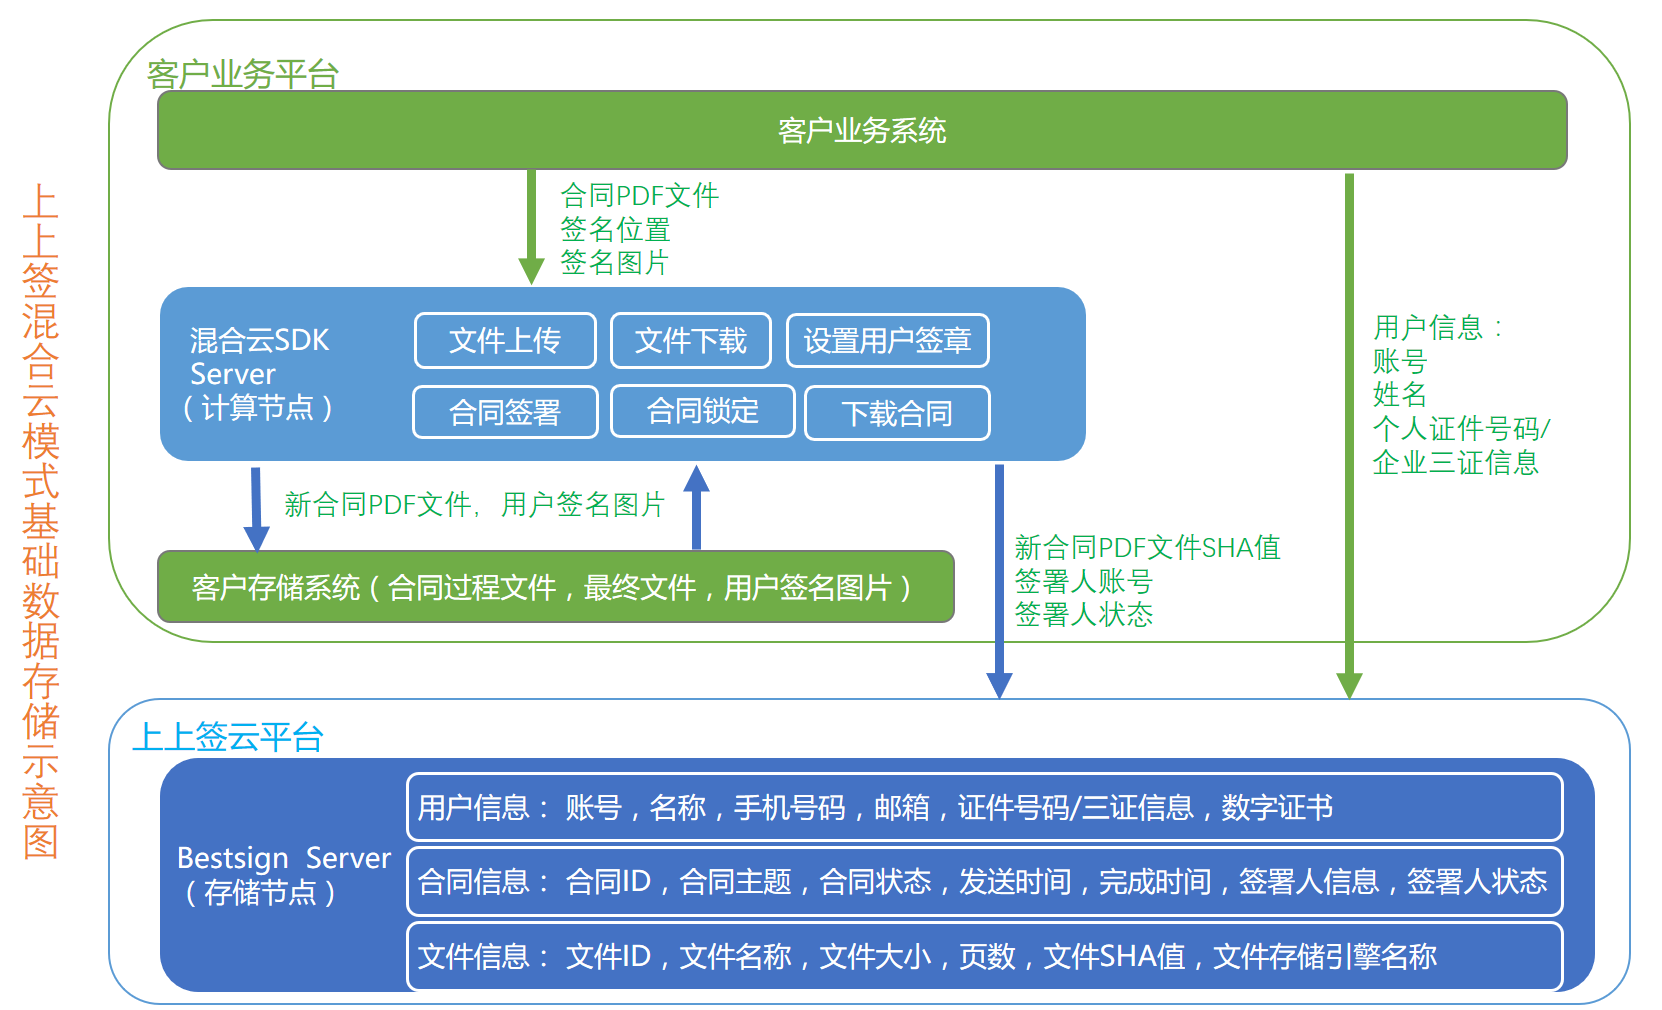 上上签混合云模式基础数据存储示意图
客户业务平台
客户业务系统
合同PDF文件
签名位置
签名图片
混合云SDK
Server
（计算节点）
文件上传
文件下载
设置用户签章
合同签署
合同锁定
下载合同
用户信息：
账号
姓名
个人证件号码/
企业三证信息
新合同PDF文件，用户签名图片
客户存储系统（合同过程文件，最终文件，用户签名图片）
新合同PDF文件SHA值
签署人账号
签署人状态
上上签云平台
Bestsign Server
（存储节点）
用户信息： 账号，名称，手机号码，邮箱，证件号码/三证信息，数字证书
合同信息： 合同ID，合同主题，合同状态，发送时间，完成时间，签署人信息，签署人状态
文件信息： 文件ID，文件名称，文件大小，页数，文件SHA值，文件存储引擎名称